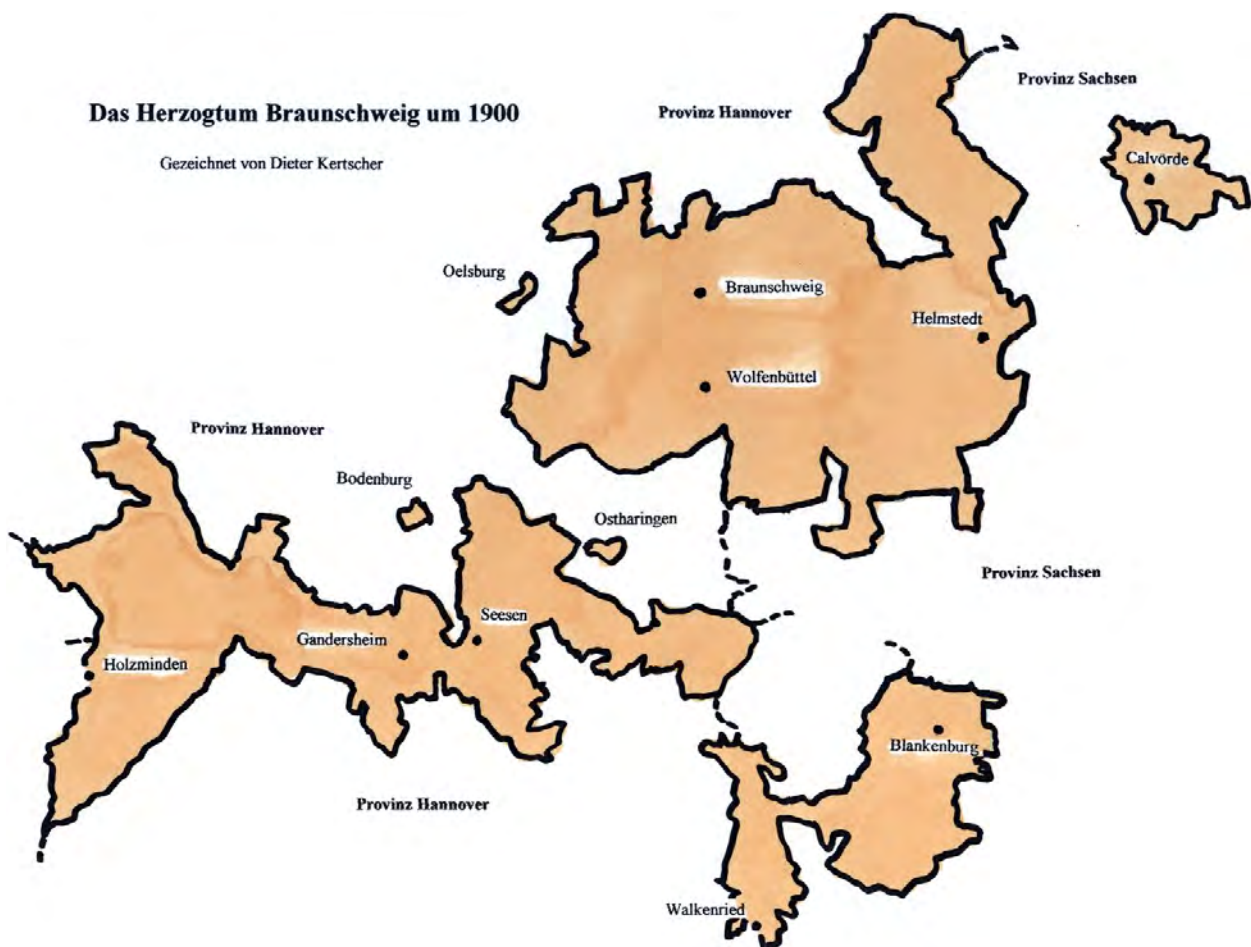 Das Herzogtum Braunschweig um 1900
Gezeichnet von Dieter Kertscher
Provinz Hannover
Provinz Sachsen
Calvörde
Oelsburg
Braunschweig
Helmstedt
Wolfenbüttel
Provinz Hannover
Bodenburg
Ostharingen
Provinz Sachsen
Seesen
Gandersheim
Holzminden
Blankenburg
Provinz Hannover
Walkenried